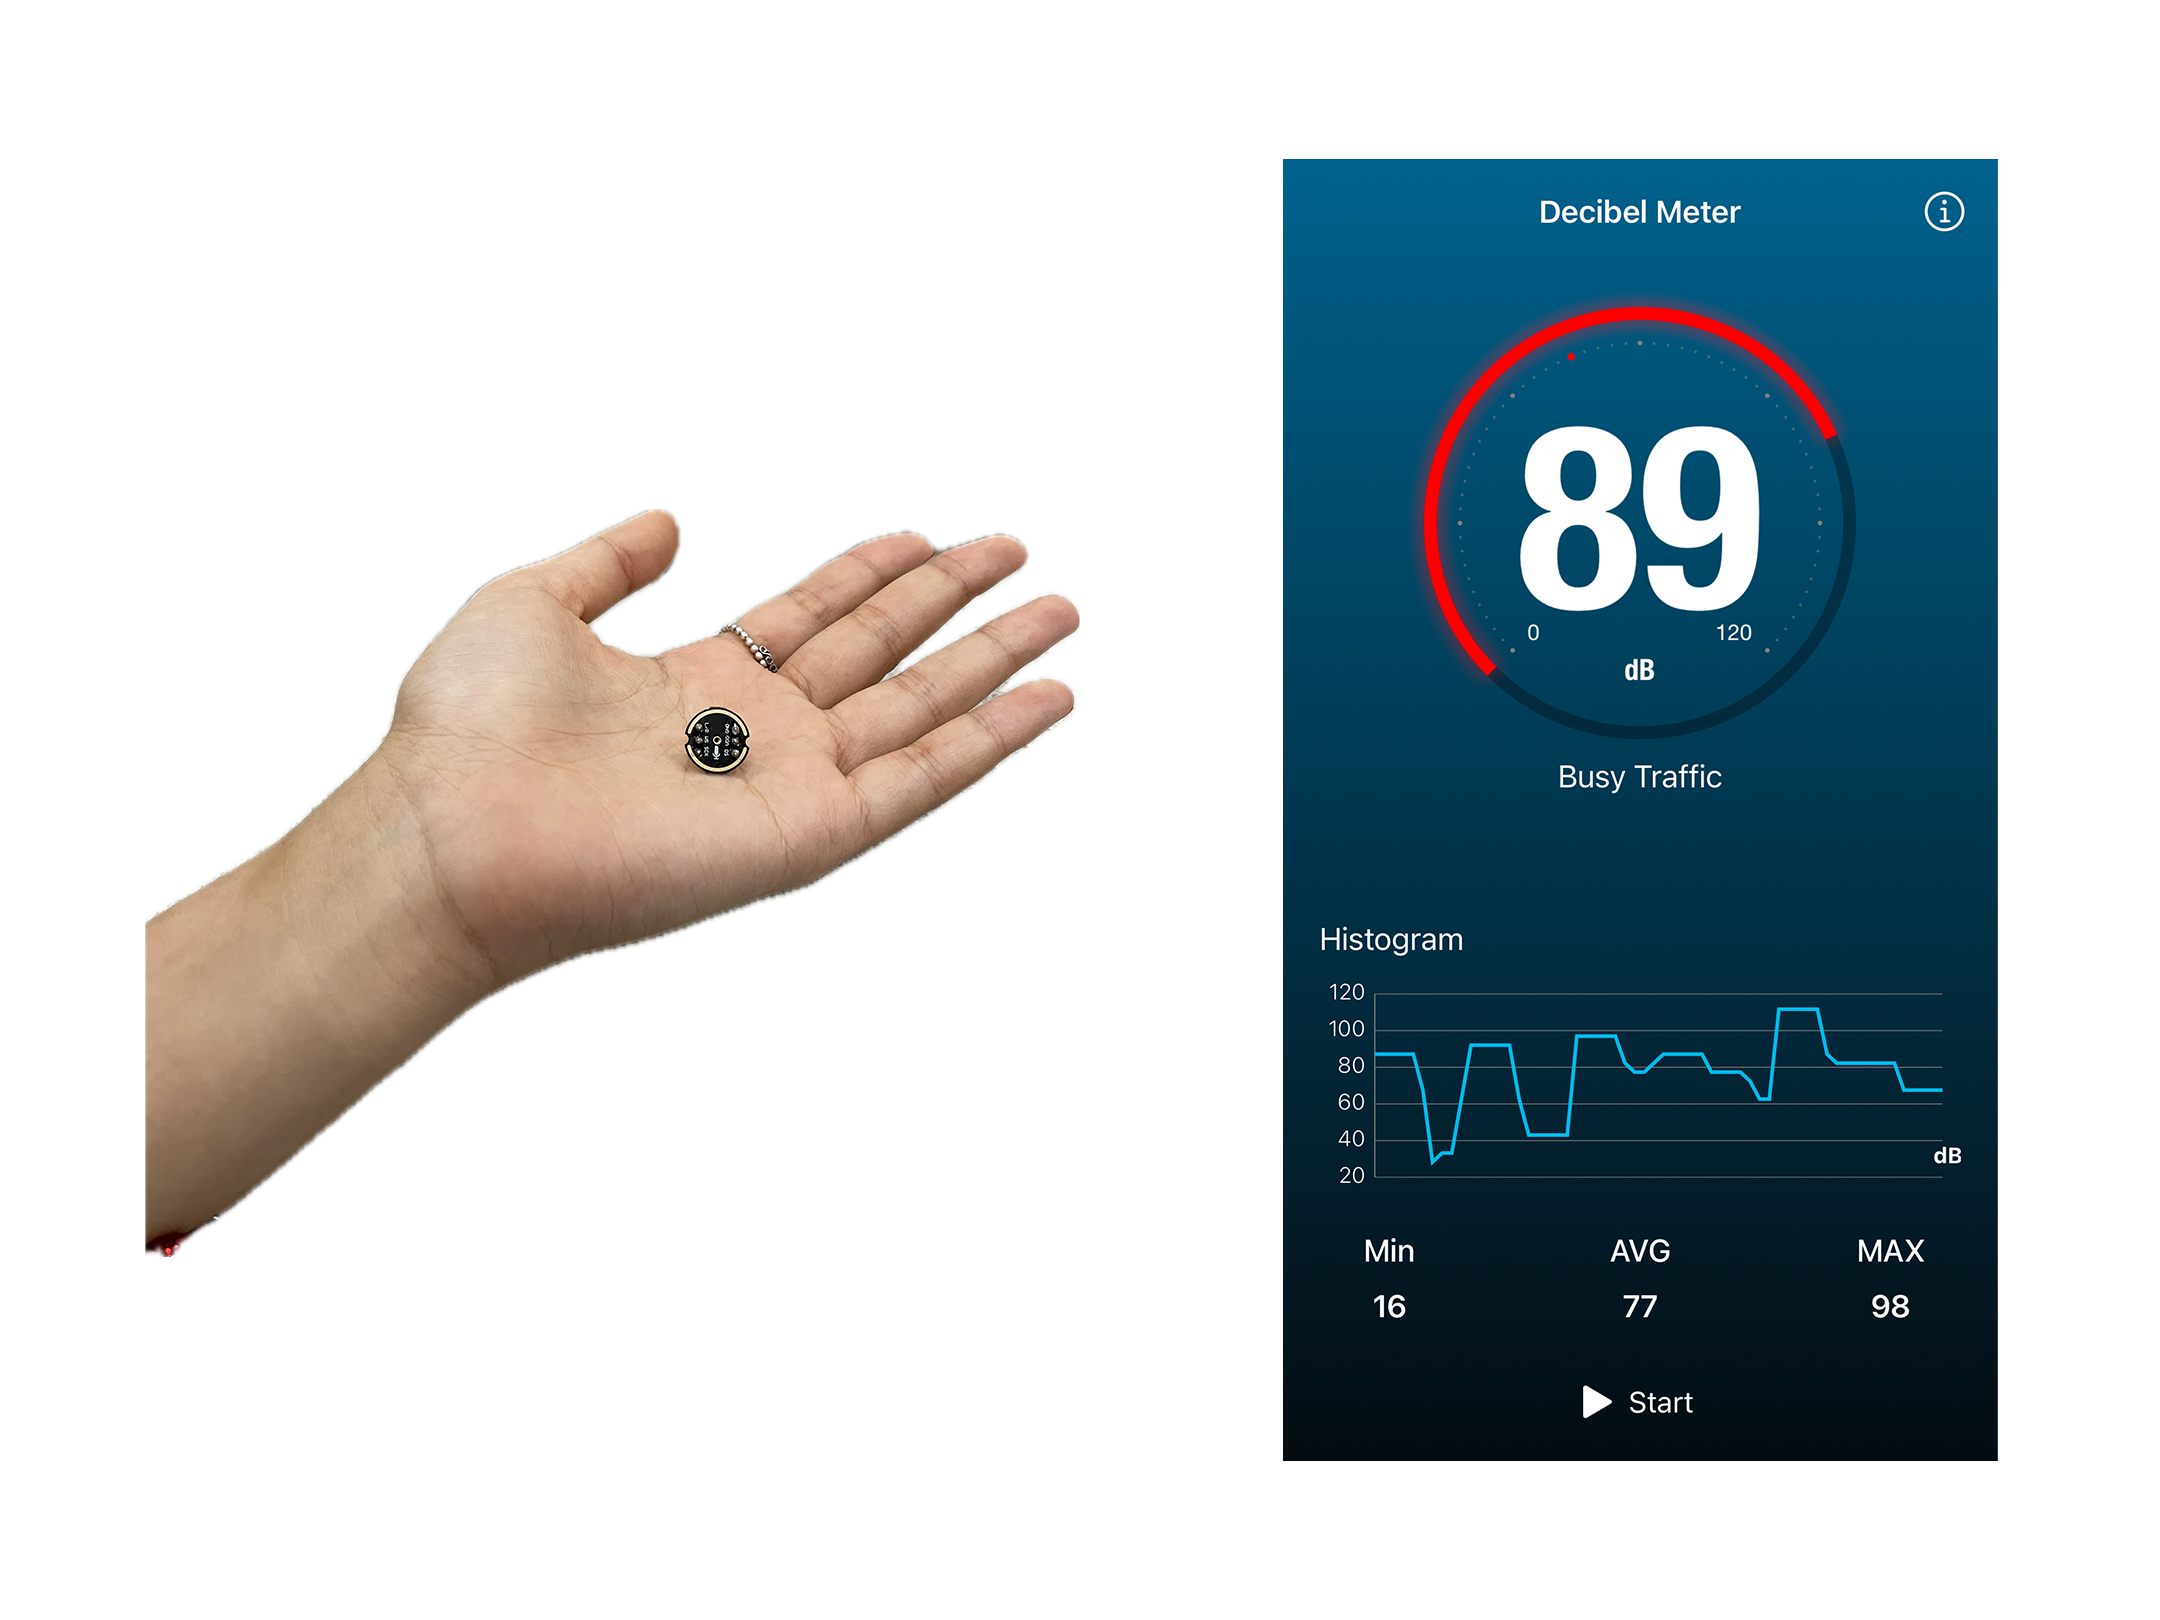 Decibel Meter
89
0 120
dB
Busy Traffic
Histogram
120
100
80
60
40
20
dB
Min AVG MAX
16 77 98
Start